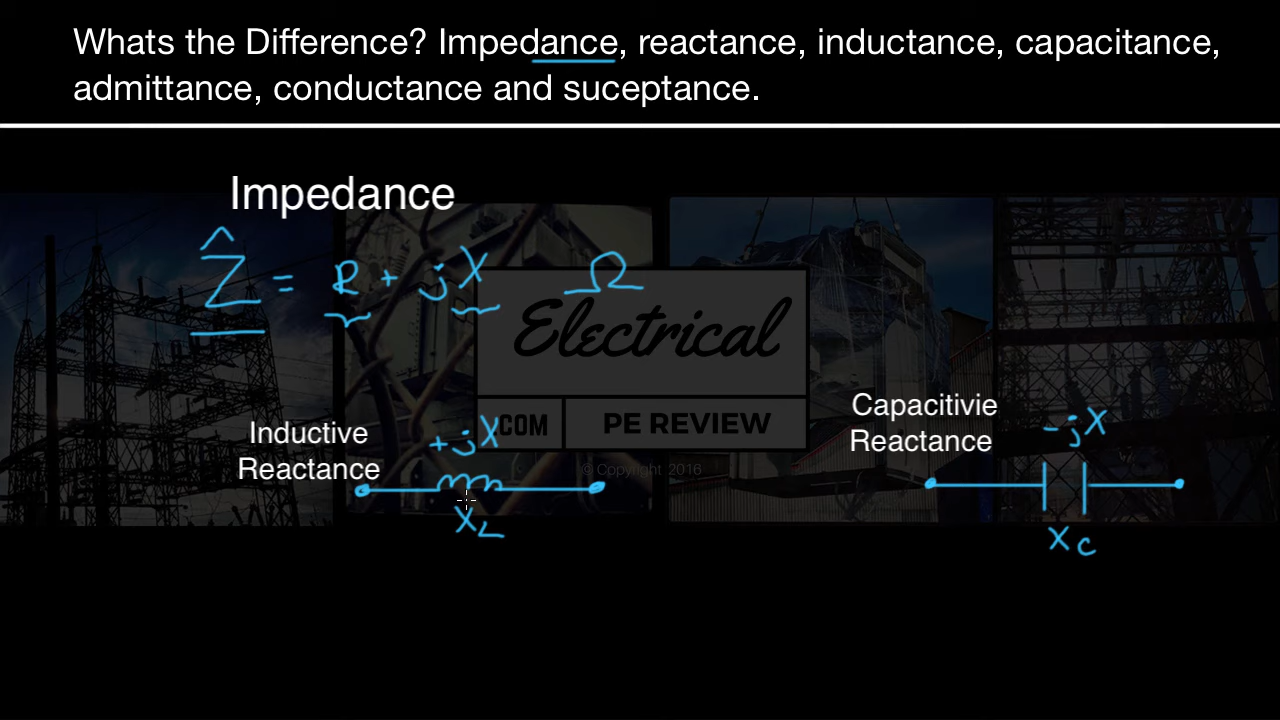 Whats the Difference? Impedance, reactance, inductance, capacitance,
admittance, conductance and suceptance.
Impedance
Ẑ = R + jX Ω
Electrical
.COM PE REVIEW
© Copyright 2016
Inductive
Reactance
+jX
X_L
Capacitivie
Reactance
-jX
X_C